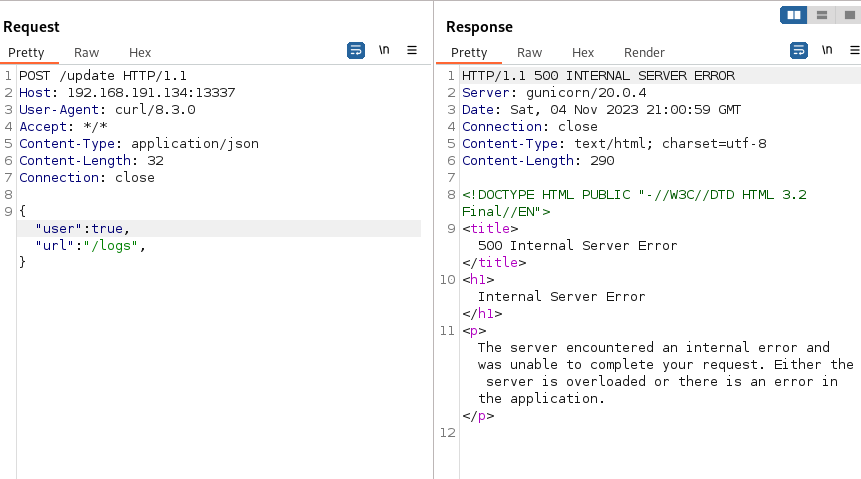 Request
Pretty Raw Hex \n
1 POST /update HTTP/1.1
2 Host: 192.168.191.134:13337
3 User-Agent: curl/8.3.0
4 Accept: */*
5 Content-Type: application/json
6 Content-Length: 32
7 Connection: close
8
9 {
"user":true,
"url":"/logs",
}
Response
Pretty Raw Hex Render \n
1 HTTP/1.1 500 INTERNAL SERVER ERROR
2 Server: gunicorn/20.0.4
3 Date: Sat, 04 Nov 2023 21:00:59 GMT
4 Connection: close
5 Content-Type: text/html; charset=utf-8
6 Content-Length: 290
7
8 <!DOCTYPE HTML PUBLIC "-//W3C//DTD HTML 3.2
Final//EN">
9 <title>
500 Internal Server Error
</title>
10 <h1>
Internal Server Error
</h1>
11 <p>
The server encountered an internal error and
was unable to complete your request. Either the
server is overloaded or there is an error in
the application.
</p>
12